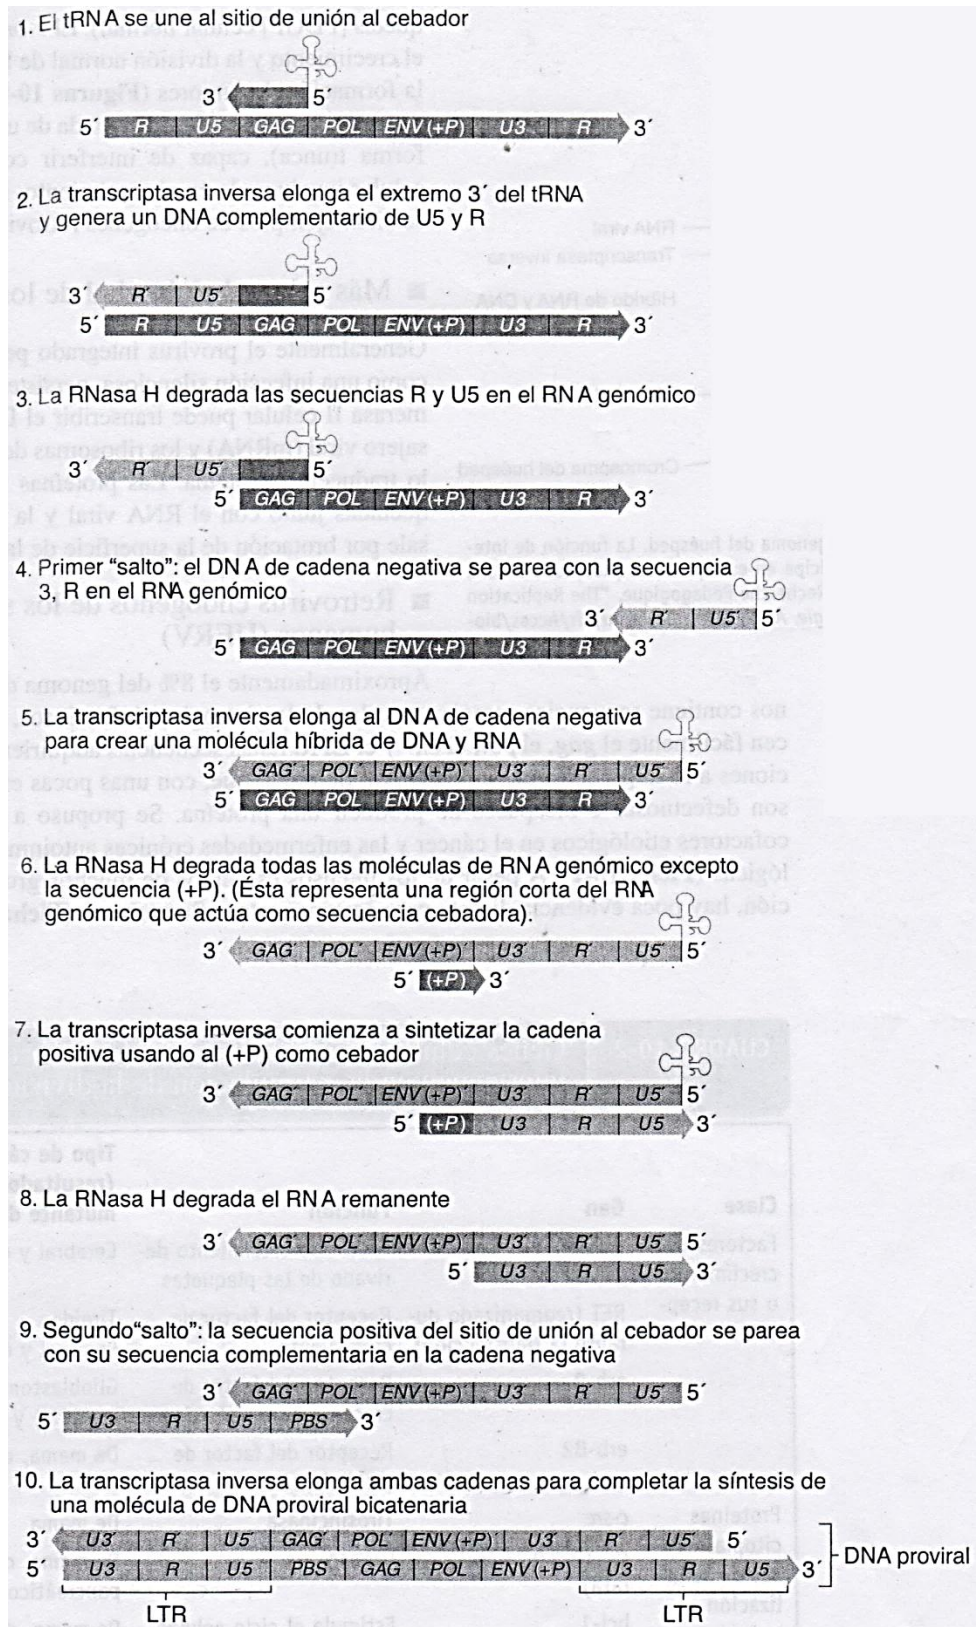 1. El tRNA se une al sitio de unión al cebador
3´ 5´
5´ R U5 GAG POL ENV (+P) U3 R 3´
2. La transcriptasa inversa elonga el extremo 3´ del tRNA
y genera un DNA complementario de U5 y R
3´ R´ U5´ 5´
5´ R U5 GAG POL ENV (+P) U3 R 3´
3. La RNasa H degrada las secuencias R y U5 en el RNA genómico
3´ R´ U5´ 5´
5´ GAG POL ENV (+P) U3 R 3´
4. Primer “salto”: el DNA de cadena negativa se parea con la secuencia
3, R en el RNA genómico
3´ R´ U5´ 5´
5´ GAG POL ENV (+P) U3 R 3´
5. La transcriptasa inversa elonga al DNA de cadena negativa
para crear una molécula híbrida de DNA y RNA
3´ GAG´ POL´ ENV (+P)´ U3´ R´ U5´ 5´
5´ GAG POL ENV (+P) U3 R 3´
6. La RNasa H degrada todas las moléculas de RNA genómico excepto
la secuencia (+P). (Esta representa una región corta del RNA
genómico que actúa como secuencia cebadora).
3´ GAG´ POL´ ENV (+P)´ U3´ R´ U5´ 5´
5´ (+P) 3´
7. La transcriptasa inversa comienza a sintetizar la cadena
positiva usando al (+P) como cebador
3´ GAG´ POL´ ENV (+P)´ U3´ R´ U5´ 5´
5´ (+P) U3 R U5 3´
8. La RNasa H degrada el RNA remanente
3´ GAG´ POL´ ENV (+P)´ U3´ R´ U5´ 5´
5´ U3 R U5 3´
9. Segundo “salto”: la secuencia positiva del sitio de unión al cebador se parea
con su secuencia complementaria en la cadena negativa
3´ GAG´ POL´ ENV (+P)´ U3´ R´ U5´ 5´
5´ U3 R U5 PBS 3´
10. La transcriptasa inversa elonga ambas cadenas para completar la síntesis de
una molécula de DNA proviral bicatenaria
3´ U3´ R´ U5´ GAG´ POL´ ENV (+P)´ U3´ R´ U5´ 5´
5´ U3 R U5 PBS GAG POL ENV (+P) U3 R U5 3´
DNA proviral
LTR LTR